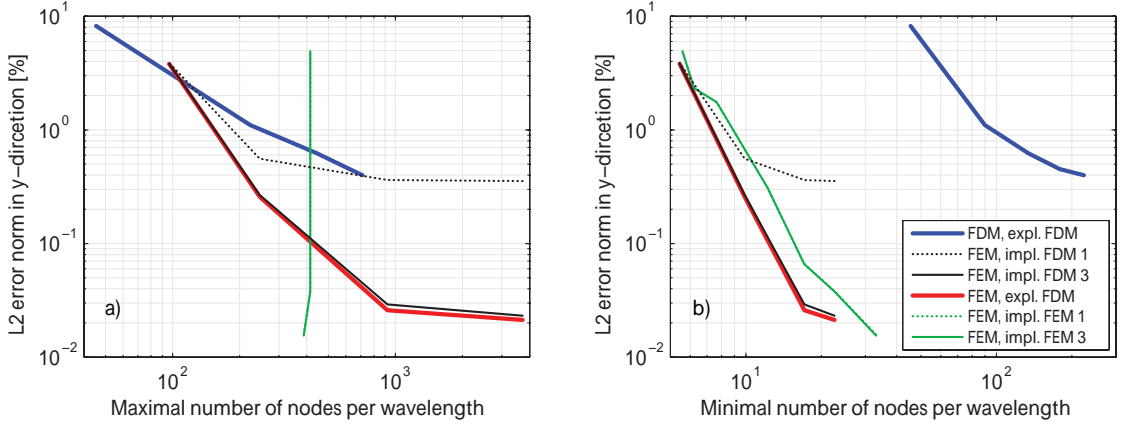 10^1
10^0
10^−1
10^−2
L2 error norm in y−dircetion [%]
a)
10^2
10^3
Maximal number of nodes per wavelength
10^1
10^0
10^−1
10^−2
L2 error norm in y−dircetion [%]
b)
FDM, expl. FDM
FEM, impl. FDM 1
FEM, impl. FDM 3
FEM, expl. FDM
FEM, impl. FEM 1
FEM, impl. FEM 3
10^1
10^2
Minimal number of nodes per wavelength